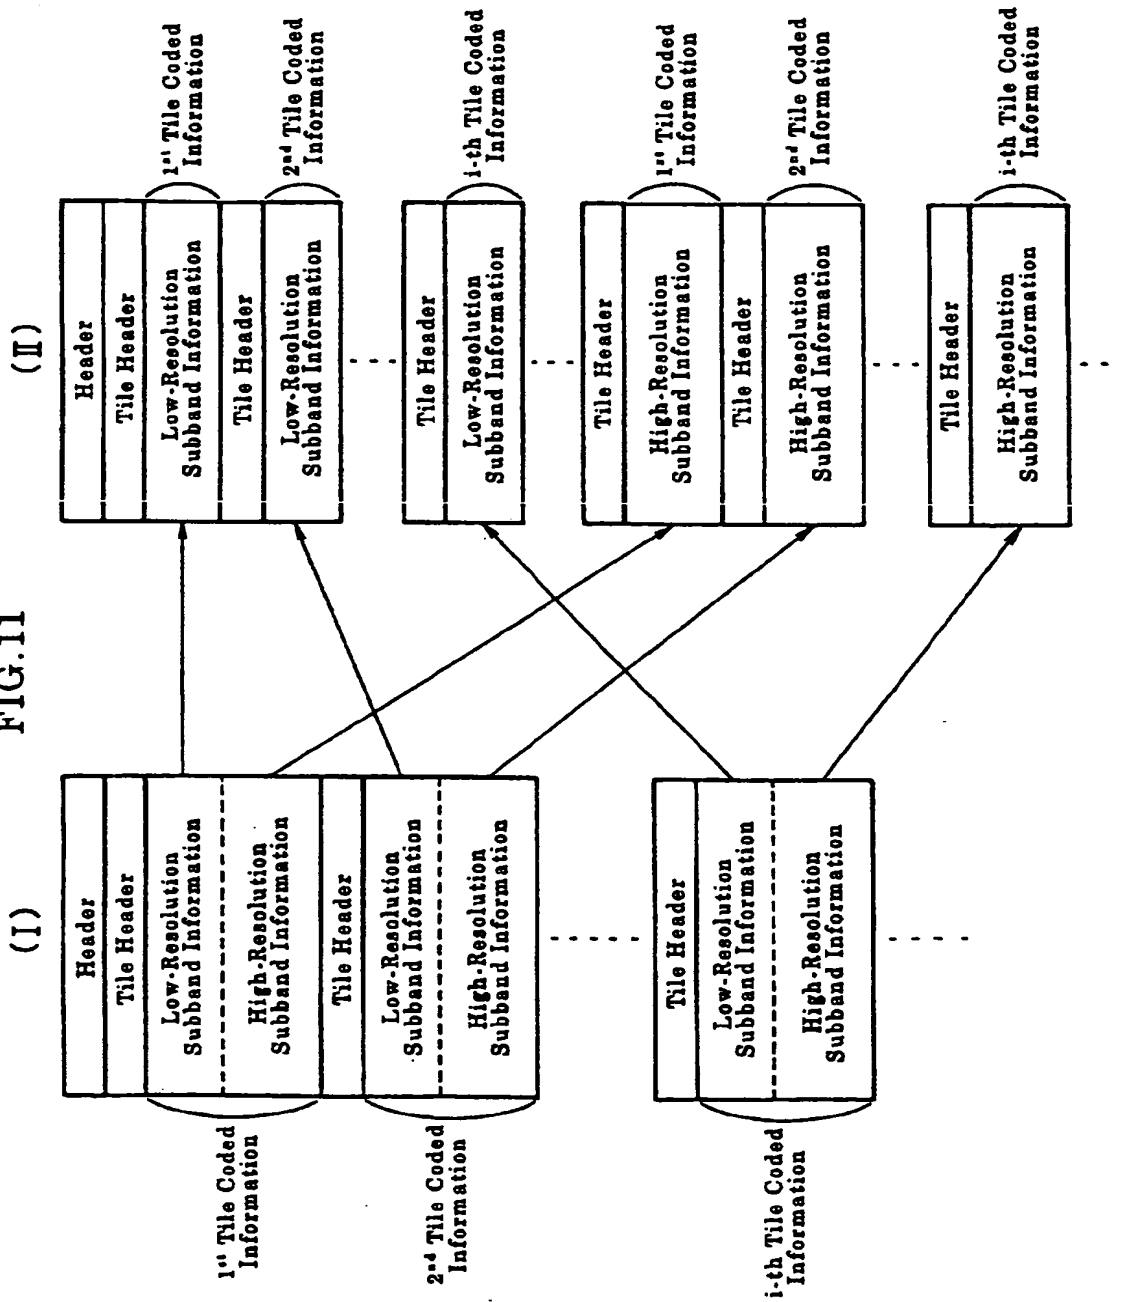 FIG.11
(I)
Header
Tile Header
Low-Resolution
Subband Information
High-Resolution
Subband Information
Tile Header
Low-Resolution
Subband Information
High-Resolution
Subband Information
Tile Header
Low-Resolution
Subband Information
High-Resolution
Subband Information
1st Tile Coded
Information
2nd Tile Coded
Information
i-th Tile Coded
Information
(II)
Header
Tile Header
Low-Resolution
Subband Information
Tile Header
Low-Resolution
Subband Information
Tile Header
Low-Resolution
Subband Information
Tile Header
High-Resolution
Subband Information
Tile Header
High-Resolution
Subband Information
Tile Header
High-Resolution
Subband Information
1st Tile Coded
Information
2nd Tile Coded
Information
i-th Tile Coded
Information
1st Tile Coded
Information
2nd Tile Coded
Information
i-th Tile Coded
Information